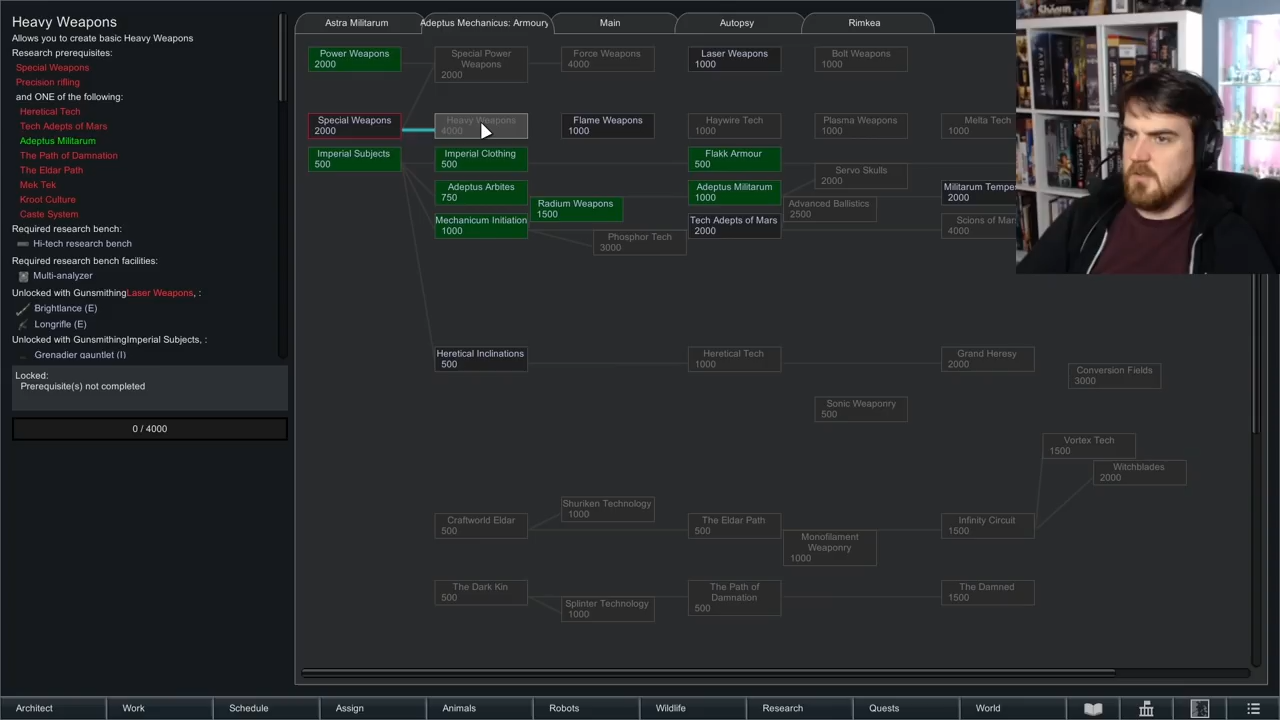 Heavy Weapons
Allows you to create basic Heavy Weapons
Research prerequisites:
Special Weapons
Precision rifling
and ONE of the following:
Heretical Tech
Tech Adepts of Mars
Adeptus Militarum
The Path of Damnation
The Eldar Path
Mek Tek
Kroot Culture
Caste System
Required research bench:
Hi-tech research bench
Required research bench facilities:
Multi-analyzer
Unlocked with GunsmithingLaser Weapons, :
Brightlance (E)
Longrifle (E)
Unlocked with GunsmithingImperial Subjects, :
Grenadier gauntlet (I)
Locked:
Prerequisite(s) not completed
0 / 4000
Astra Militarum
Adeptus Mechanicus: Armoury
Main
Autopsy
Rimkea
Power Weapons
2000
Special Power
Weapons
2000
Force Weapons
4000
Laser Weapons
1000
Bolt Weapons
1000
Special Weapons
2000
Heavy Weapons
4000
Flame Weapons
1000
Haywire Tech
1000
Plasma Weapons
1000
Melta Tech
1000
Imperial Subjects
500
Imperial Clothing
500
Flakk Armour
500
Servo Skulls
2000
Adeptus Arbites
750
Radium Weapons
1500
Adeptus Militarum
1000
Advanced Ballistics
2500
Militarum Tempes
2000
Mechanicum Initiation
1000
Phosphor Tech
3000
Tech Adepts of Mars
2000
Scions of Mars
4000
Heretical Inclinations
500
Heretical Tech
1000
Grand Heresy
2000
Conversion Fields
3000
Sonic Weaponry
500
Vortex Tech
1500
Witchblades
2000
Craftworld Eldar
500
Shuriken Technology
1000
The Eldar Path
500
Monofilament
Weaponry
1000
Infinity Circuit
1500
The Dark Kin
500
Splinter Technology
1000
The Path of
Damnation
500
The Damned
1500
Architect
Work
Schedule
Assign
Animals
Robots
Wildlife
Research
Quests
World